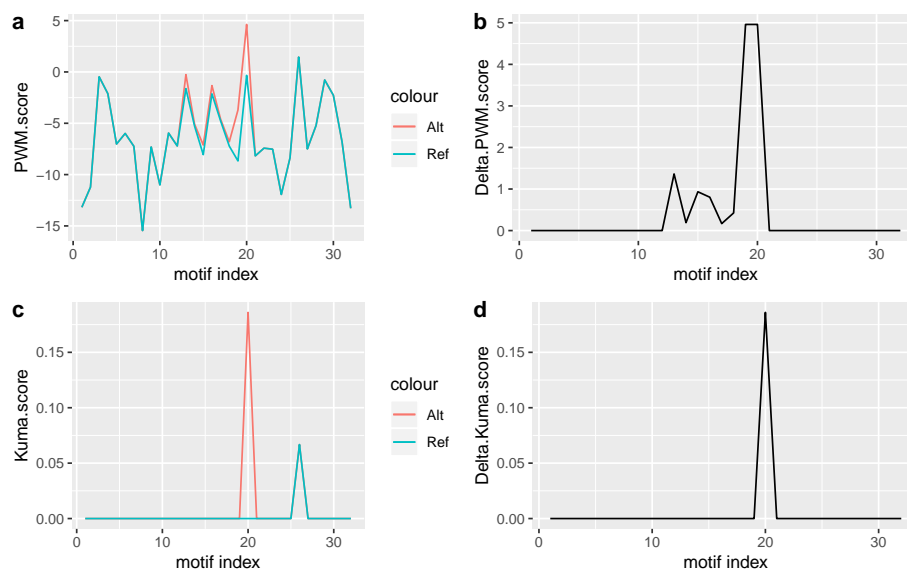 a
5
0
−5
−10
−15
PWM.score
0
10
20
30
motif index
colour
Alt
Ref
b
5
4
3
2
1
0
Delta.PWM.score
0
10
20
30
motif index
c
0.15
0.10
0.05
0.00
Kuma.score
0
10
20
30
motif index
colour
Alt
Ref
d
0.15
0.10
0.05
0.00
Delta.Kuma.score
0
10
20
30
motif index